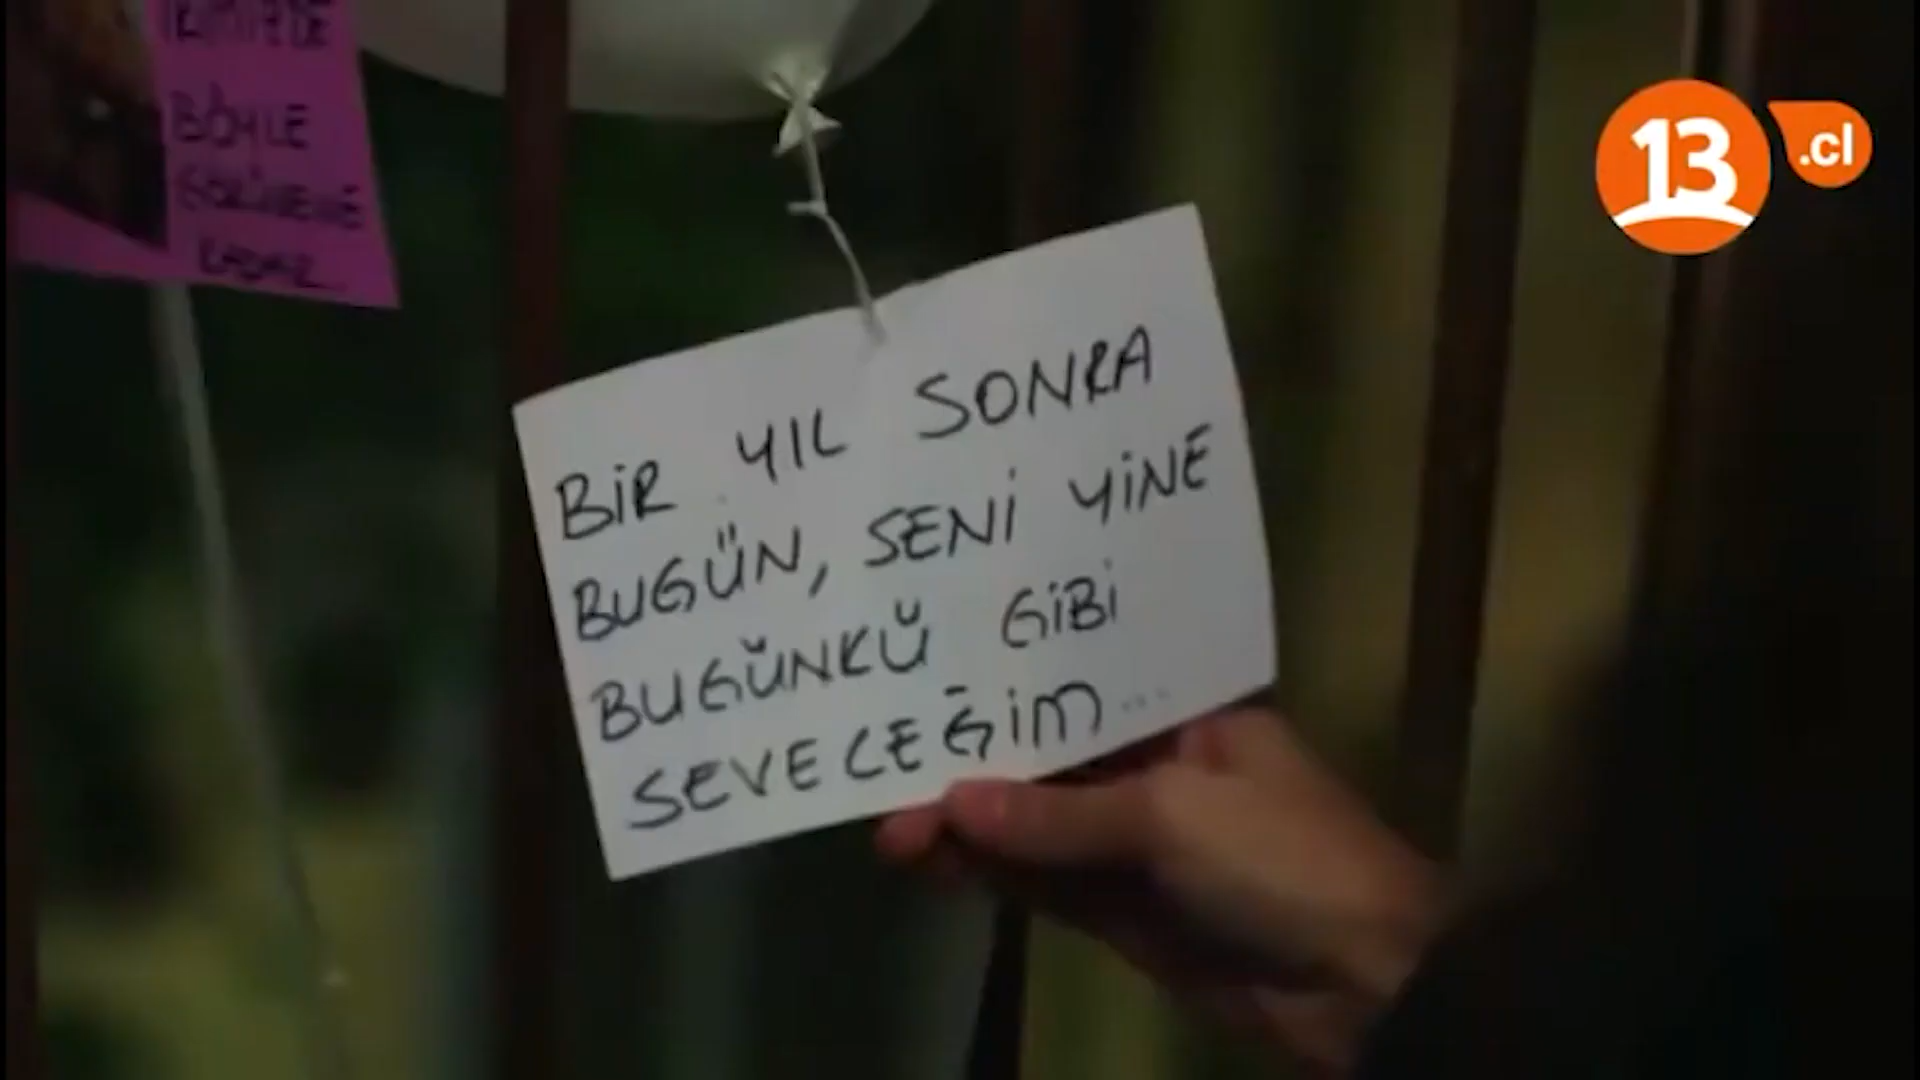 BÖYLE
BİR YIL SONRA
BUGÜN, SENİ YİNE
BUGÜNKÜ GİBİ
SEVECEĞİM...
13
.cl